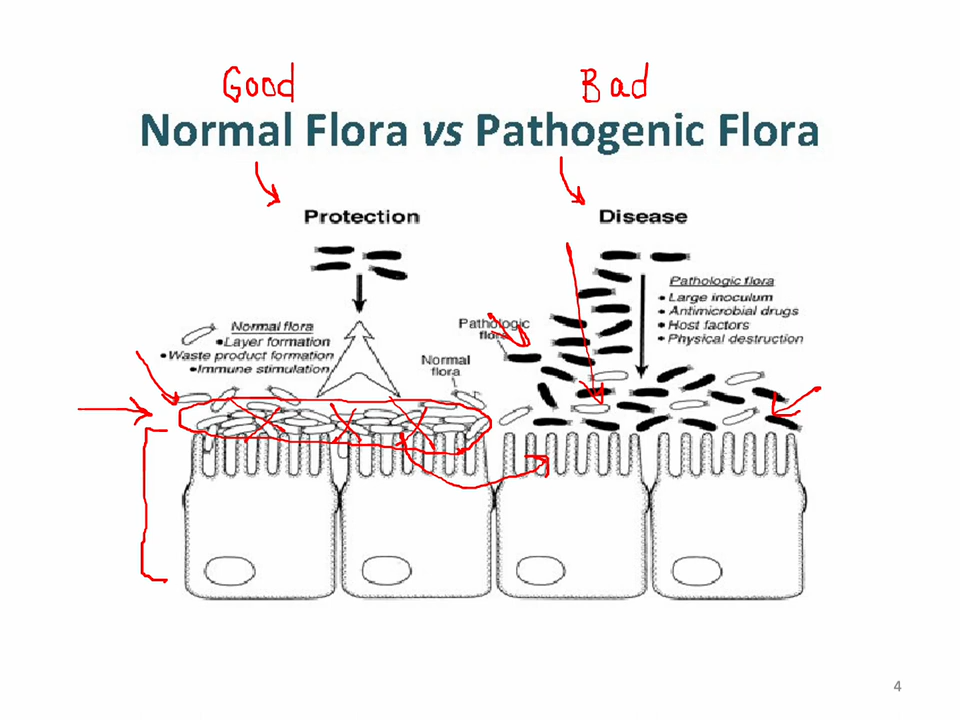 Good
Bad
Normal Flora vs Pathogenic Flora
Protection
Disease
Normal flora
•Layer formation
•Waste product formation
•Immune stimulation
Normal
flora
Pathologic
flora
Pathologic flora
• Large inoculum
• Antimicrobial drugs
• Host factors
• Physical destruction
4